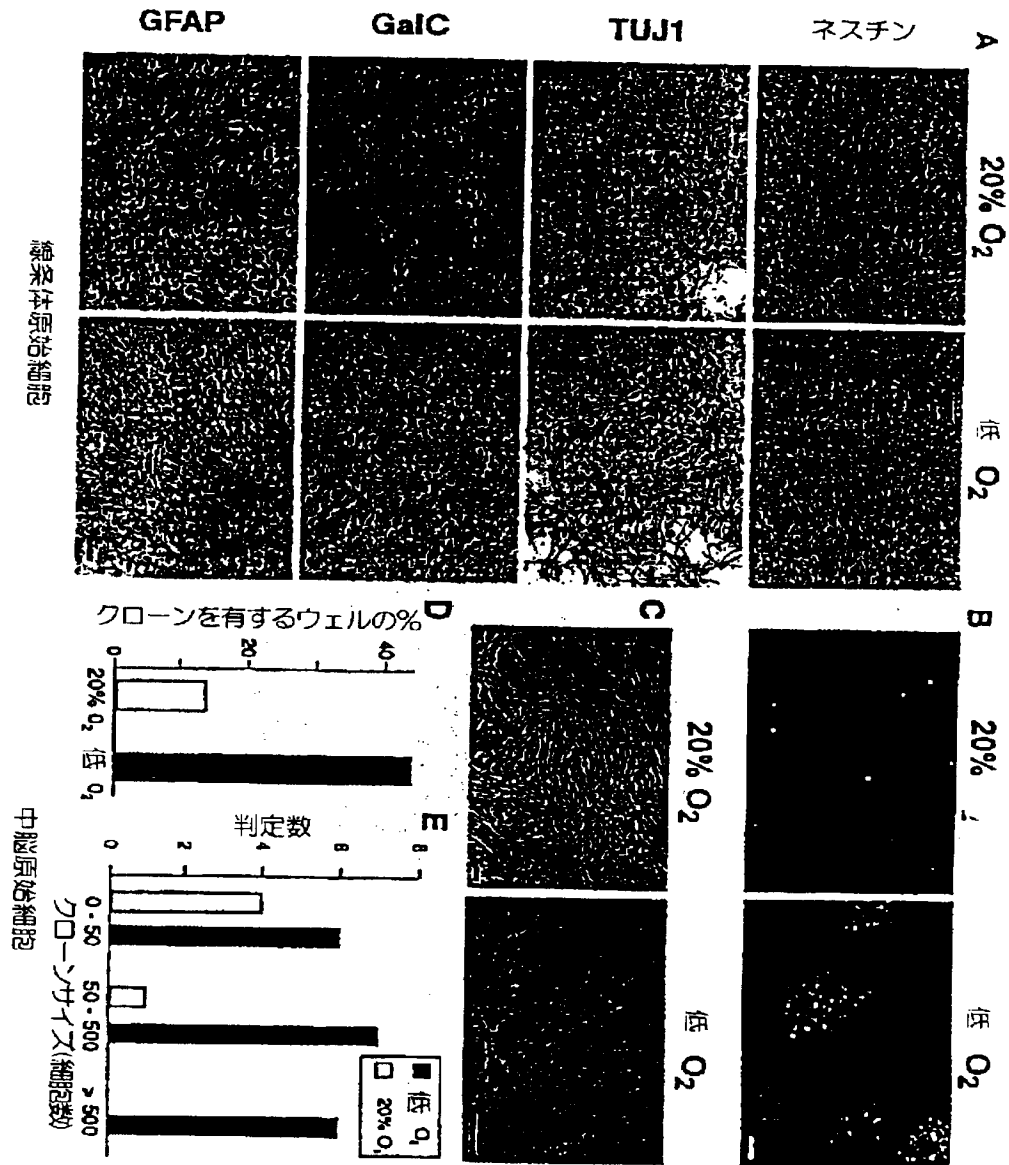 A
20% O₂
低 O₂
ネスチン
TUJ1
GalC
GFAP
線条体原始細胞
B
20%
低 O₂
C
20% O₂
低 O₂
D
クローンを有するウェルの%
0
20
40
20% O₂
低 O₂
E
判定数
0
2
4
6
8
0 - 50
50 - 500
> 500
クローンサイズ(細胞数)
低 O₂
20% O₂
中脳原始細胞